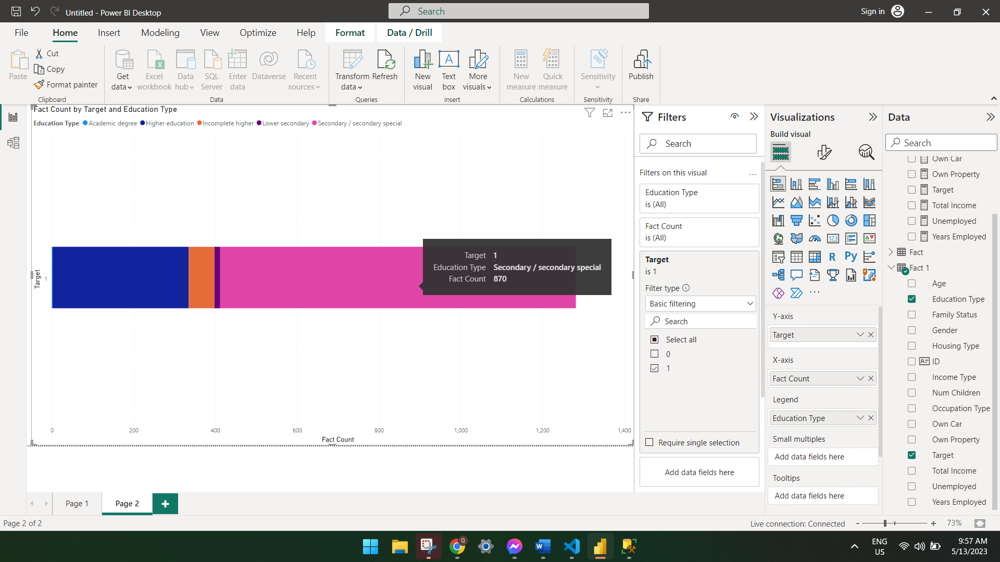 Untitled - Power BI Desktop
Search
Sign in
File
Home
Insert
Modeling
View
Optimize
Help
Format
Data / Drill
Paste
Cut
Copy
Format painter
Clipboard
Get
data
Excel
workbook
Data
hub
SQL
Server
Enter
data
Dataverse
Recent
sources
Data
Transform
data
Refresh
Queries
New
visual
Text
box
More
visuals
Insert
New
measure
Quick
measure
Calculations
Sensitivity
Sensitivity
Publish
Share
Fact Count by Target and Education Type
Education Type Academic degree Higher education Incomplete higher Lower secondary Secondary / secondary special
Target
1
Target 1
Education Type Secondary / secondary special
Fact Count 870
0 200 400 600 800 1,000 1,200 1,400
Fact Count
Filters
Search
Filters on this visual
Education Type
is (All)
Fact Count
is (All)
Target
is 1
Filter type
Basic filtering
Search
Select all
0
1
Require single selection
Add data fields here
Visualizations
Build visual
123
R
Py
Y-axis
Target
X-axis
Fact Count
Legend
Education Type
Small multiples
Add data fields here
Tooltips
Add data fields here
Data
Search
Own Car
Own Property
Target
Total Income
Unemployed
Years Employed
Fact
Fact 1
Age
Education Type
Family Status
Gender
Housing Type
ID
Income Type
Num Children
Occupation Type
Own Car
Own Property
Target
Total Income
Unemployed
Years Employed
Page 1
Page 2
Page 2 of 2
Live connection: Connected
- + 73%
ENG
US
9:57 AM
5/13/2023